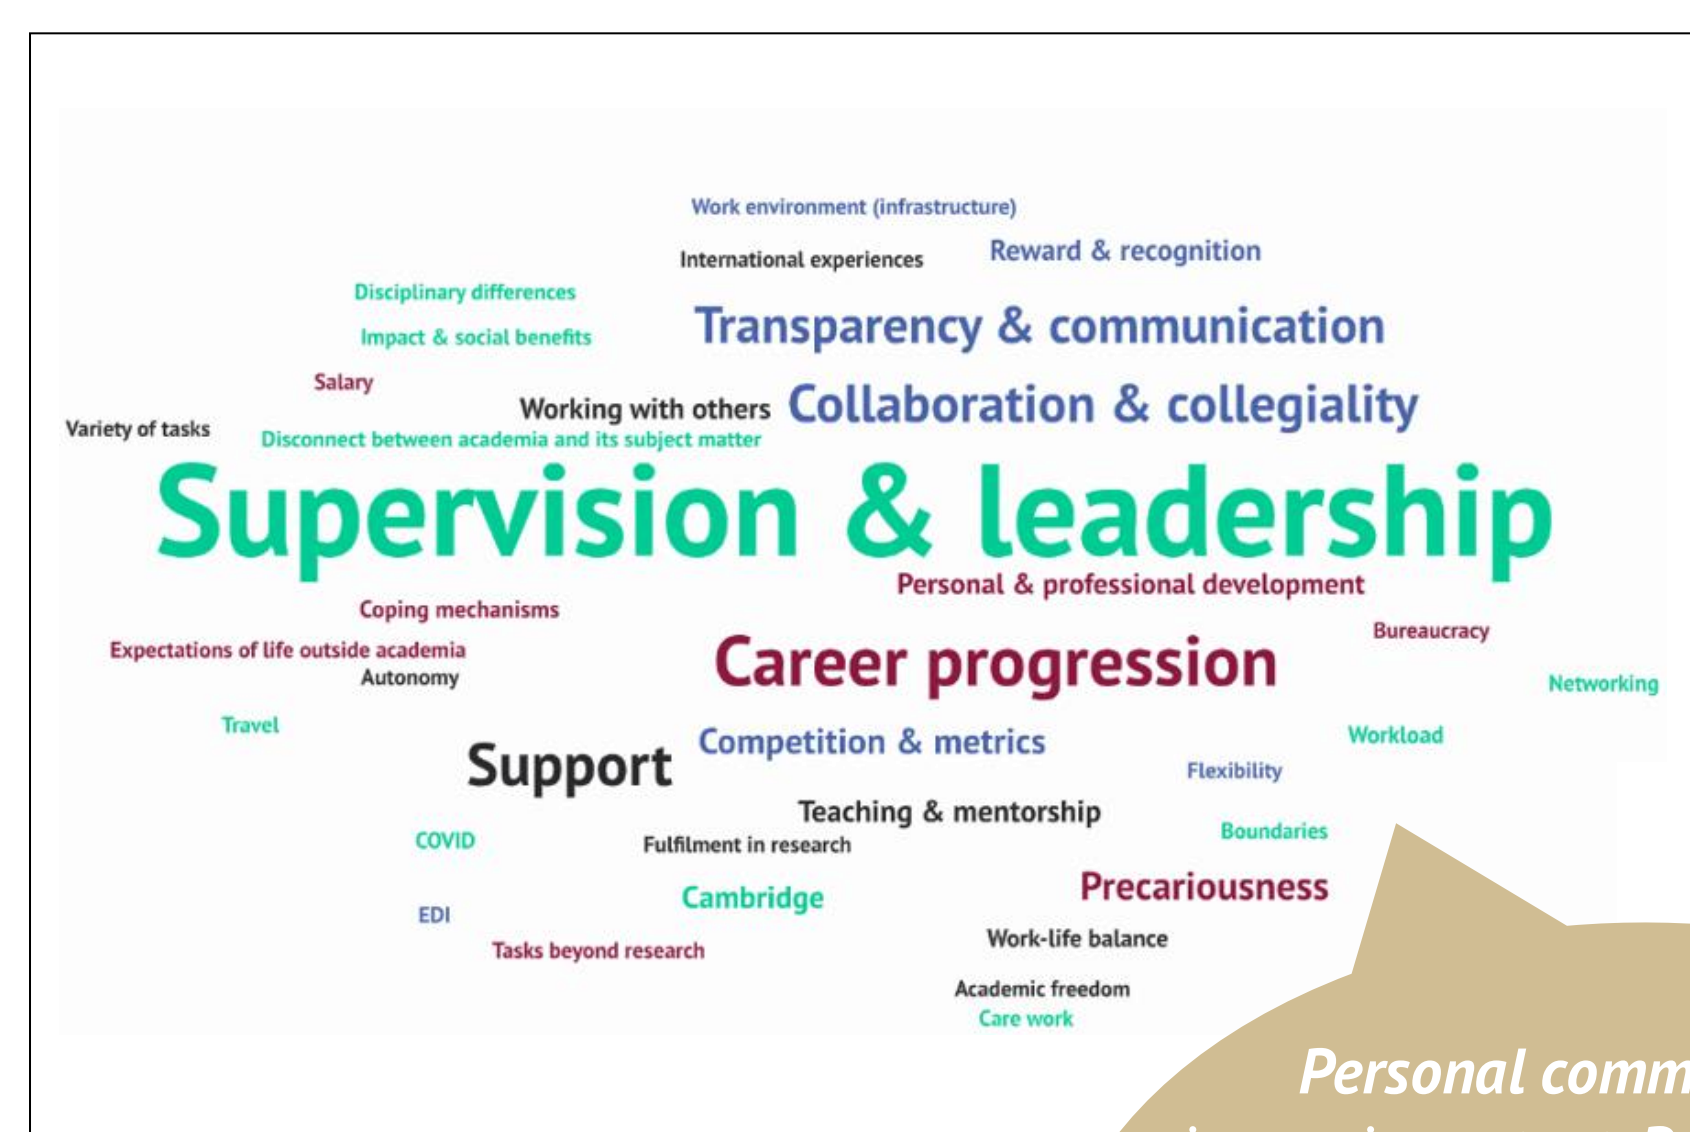 Work environment (infrastructure)
International experiences
Reward & recognition
Disciplinary differences
Transparency & communication
Impact & social benefits
Salary
Working with others
Collaboration & collegiality
Variety of tasks
Disconnect between academia and its subject matter
Supervision & leadership
Personal & professional development
Coping mechanisms
Bureaucracy
Expectations of life outside academia
Career progression
Autonomy
Networking
Travel
Workload
Competition & metrics
Support
Flexibility
Teaching & mentorship
Boundaries
COVID
Fulfilment in research
Precariousness
Cambridge
EDI
Work-life balance
Tasks beyond research
Academic freedom
Care work
Personal comm